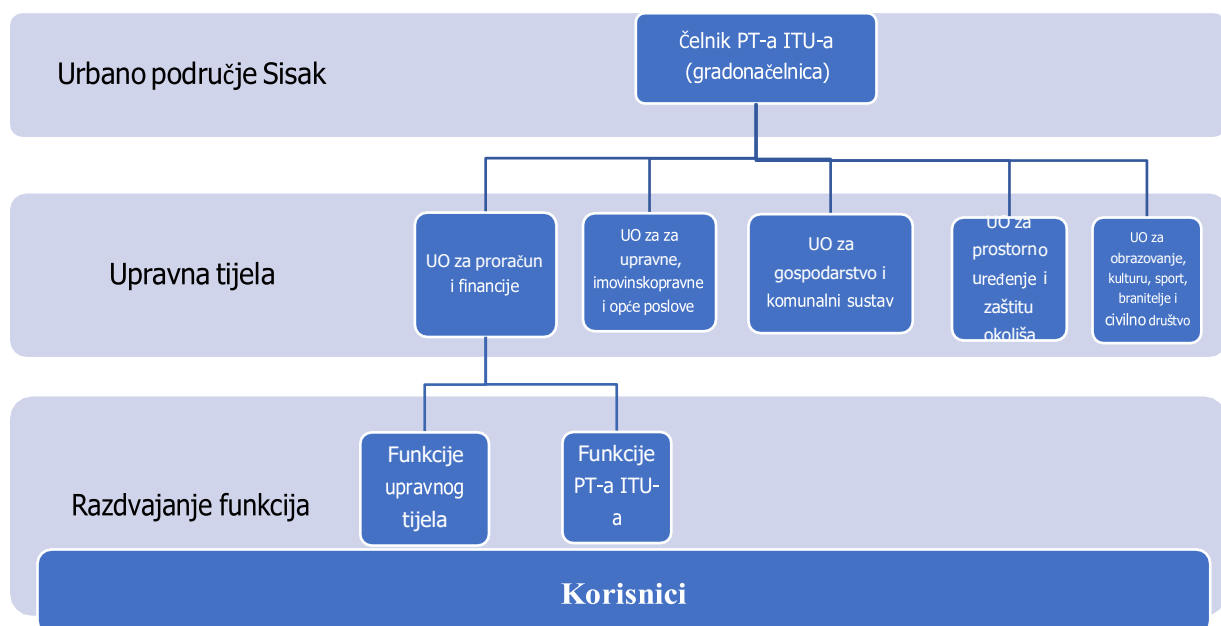 Urbano područje Sisak
Čelnik PT-a ITU-a
(gradonačelnica)
Upravna tijela
UO za proračun
i financije
UO za za
upravne,
imovinskopravne
i opće poslove
UO za
gospodarstvo i
komunalni sustav
UO za
prostorno
uređenje i
zaštitu
okoliša
UO za
obrazovanje,
kulturu, sport,
branitelje i
civilno društvo
Razdvajanje funkcija
Funkcije
upravnog
tijela
Funkcije
PT-a ITU-
a
Korisnici